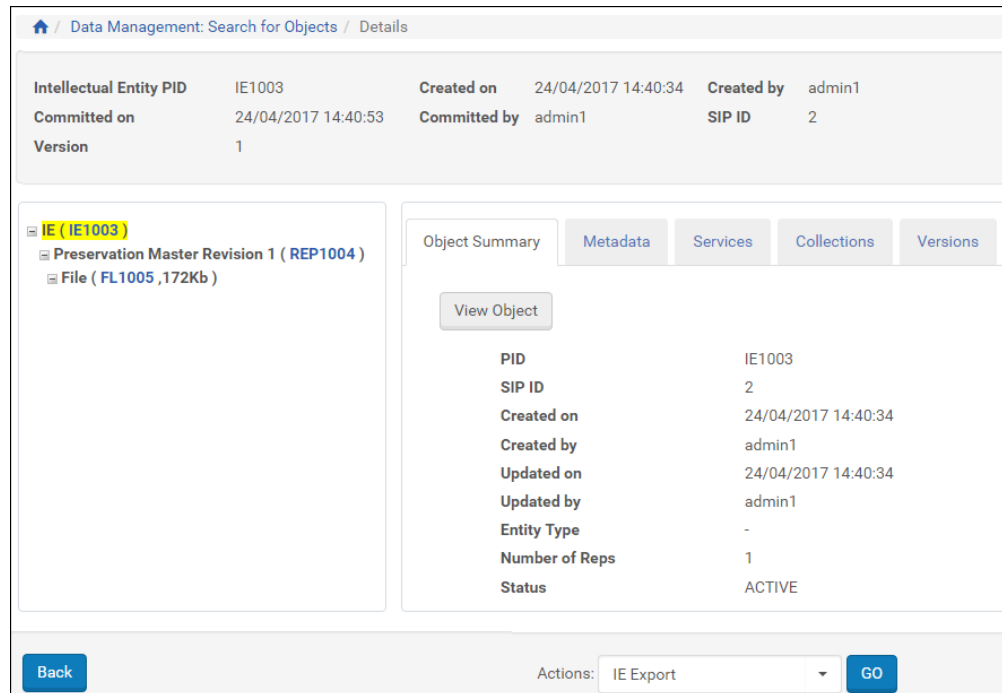 / Data Management: Search for Objects / Details
Intellectual Entity PID IE1003 Created on 24/04/2017 14:40:34 Created by admin1
Committed on 24/04/2017 14:40:53 Committed by admin1 SIP ID 2
Version 1
IE ( IE1003 )
Preservation Master Revision 1 ( REP1004 )
File ( FL1005 ,172Kb )
Object Summary Metadata Services Collections Versions
View Object
PID IE1003
SIP ID 2
Created on 24/04/2017 14:40:34
Created by admin1
Updated on 24/04/2017 14:40:34
Updated by admin1
Entity Type -
Number of Reps 1
Status ACTIVE
Back Actions: IE Export GO